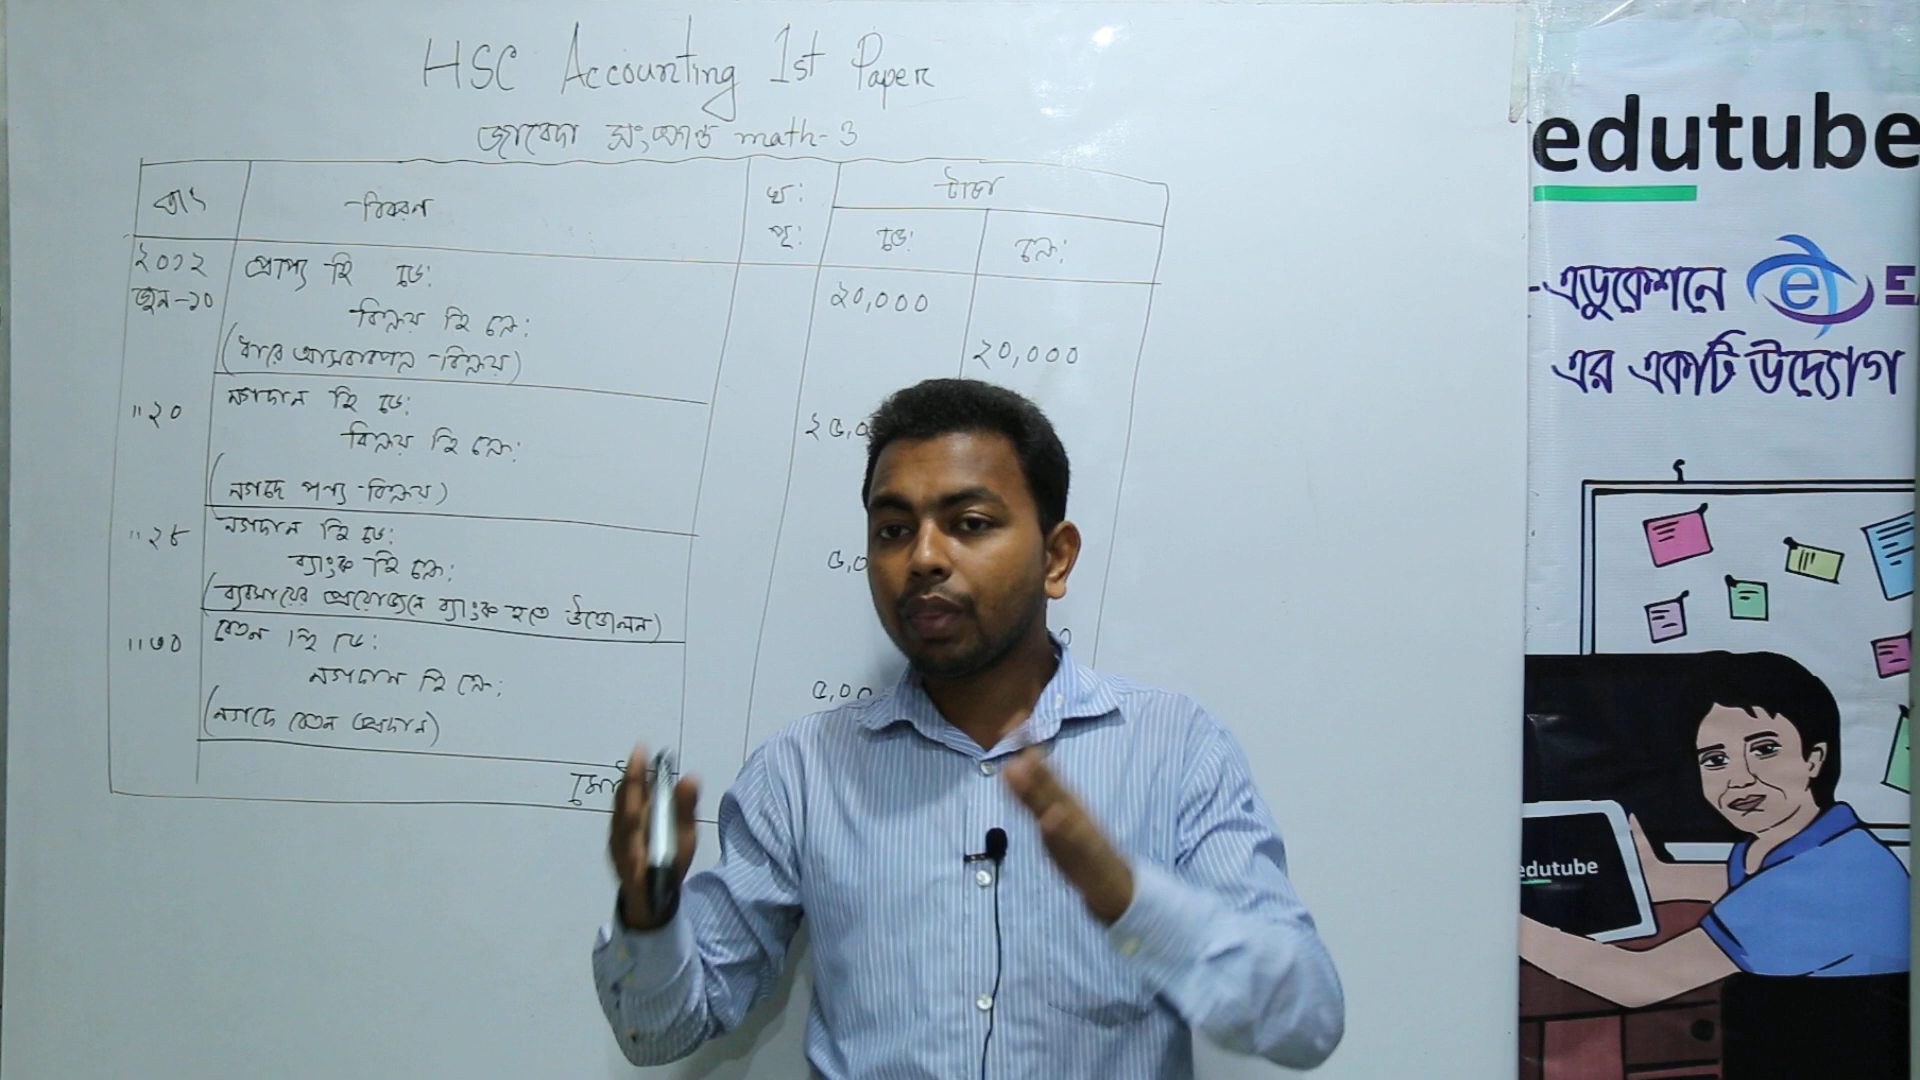 HSC Accounting 1st Paper
জাবেদা সংক্রান্ত math-3
তাং বিবরণ খ: পৃ: টাকা
ডে: ক্রে:
২০১২
জুন-১০
প্রাপ্য হি ডে: ২০,০০০
বিক্রয় হি ক্রে: ২০,০০০
(ধারে আসবাবপত্র বিক্রয়)
"২০ নগদান হি ডে:
বিক্রয় হি ক্রে:
(নগদে পণ্য বিক্রয়)
"২৮ নগদান হি ডে:
ব্যাংক হি ক্রে:
(ব্যবসায়ের প্রয়োজনে ব্যাংক হতে উত্তোলন)
"৩০ বেতন হি ডে:
নগদান হি ক্রে:
(নগদে বেতন প্রদান)
edutube
এডুকেশনে
e
এর একটি উদ্যোগ
edutube